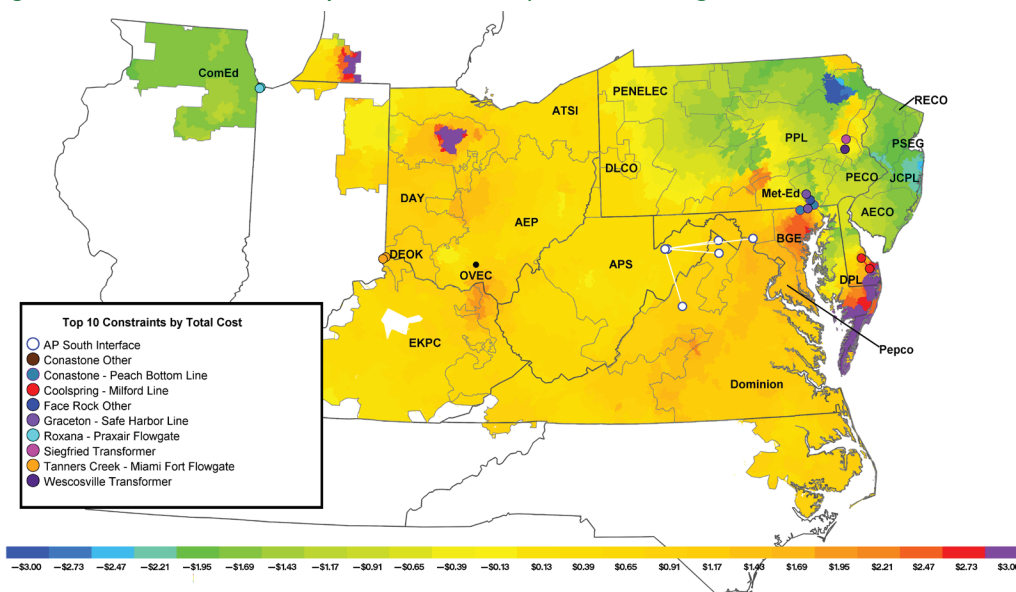 ComEd
PENELEC
RECO
ATSI
PPL
PSEG
DLCO
PECO
JCPL
Met-Ed
DAY
AECO
AEP
BGE
DEOK
APS
OVEC
DPL
Top 10 Constraints by Total Cost
AP South Interface
Conastone Other
Conastone - Peach Bottom Line
Coolspring - Milford Line
Face Rock Other
Graceton - Safe Harbor Line
Roxana - Praxair Flowgate
Siegfried Transformer
Tanners Creek - Miami Fort Flowgate
Wescosville Transformer
EKPC
Pepco
Dominion
—$3.00 —$2.73 —$2.47 —$2.21 —$1.95 —$1.69 —$1.43 —$1.17 —$0.91 —$0.65 —$0.39 —$0.13 $0.13 $0.39 $0.65 $0.91 $1.17 $1.43 $1.69 $1.95 $2.21 $2.47 $2.73 $3.00